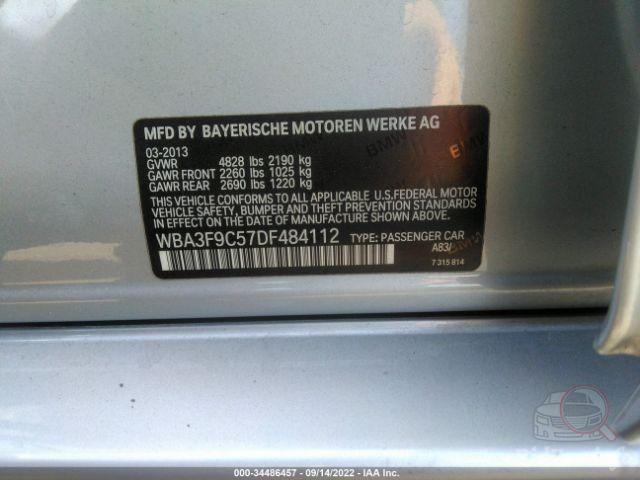 MFD BY BAYERISCHE MOTOREN WERKE AG
03-2013
GVWR 4828 lbs 2190 kg
GAWR FRONT 2260 lbs 1025 kg
GAWR REAR 2690 lbs 1220 kg
THIS VEHICLE CONFORMS TO ALL APPLICABLE U.S.FEDERAL MOTOR
VEHICLE SAFETY, BUMPER, AND THEFT PREVENTION STANDARDS
IN EFFECT ON THE DATE OF MANUFACTURE SHOWN ABOVE.
WBA3F9C57DF484112 TYPE: PASSENGER CAR
A83/
7 315 814
BMW
BMW
BMW
000-34486457 - 09/14/2022 - IAA Inc.